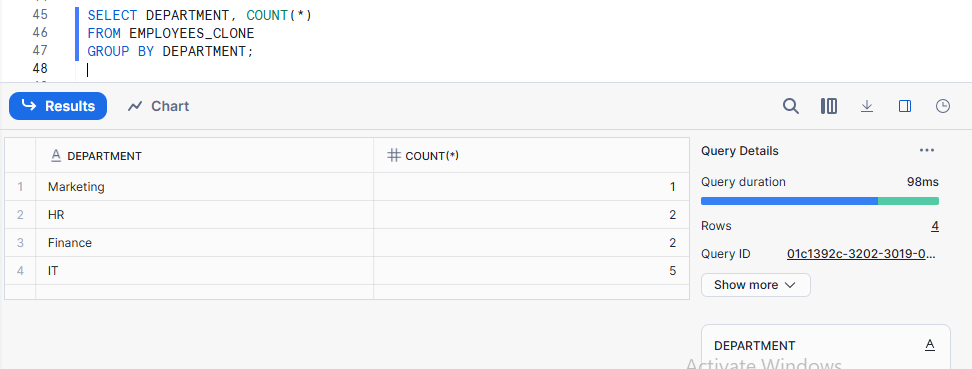 45 SELECT DEPARTMENT, COUNT(*)
46 FROM EMPLOYEES_CLONE
47 GROUP BY DEPARTMENT;
48
Results Chart
A DEPARTMENT # COUNT(*)
1 Marketing 1
2 HR 2
3 Finance 2
4 IT 5
Query Details ...
Query duration 98ms
Rows 4
Query ID 01c1392c-3202-3019-0...
Show more
DEPARTMENT A
Activate Windows